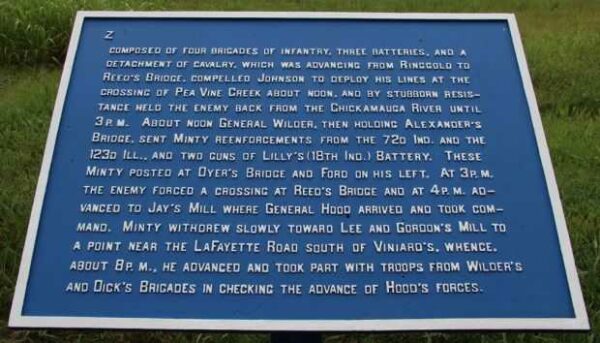 2
COMPOSED OF FOUR BRIGADES OF INFANTRY, THREE BATTERIES, AND A
DETACHMENT OF CAVALRY, WHICH WAS ADVANCING FROM RINGGOLD TO
REED'S BRIDGE, COMPELLED JOHNSON TO DEPLOY HIS LINES AT THE
CROSSING OF PEA VINE CREEK ABOUT NOON, AND BY STUBBORN RESIS-
TANCE HELD THE ENEMY BACK FROM THE CHICKAMAUGA RIVER UNTIL
3 P.M. ABOUT NOON GENERAL WILDER, THEN HOLDING ALEXANDER'S
BRIDGE, SENT MINTY REENFORCEMENTS FROM THE 72D IND. AND THE
123D ILL., AND TWO GUNS OF LILLY'S (18TH IND.) BATTERY. THESE
MINTY POSTED AT DYER'S BRIDGE AND FORD ON HIS LEFT. AT 3 P.M.
THE ENEMY FORCED A CROSSING AT REED'S BRIDGE AND AT 4 P.M. AD-
VANCED TO JAY'S MILL WHERE GENERAL HOOD ARRIVED AND TOOK COM-
MAND. MINTY WITHDREW SLOWLY TOWARD LEE AND GORDON'S MILL TO
A POINT NEAR THE LAFAYETTE ROAD SOUTH OF VINIARD'S, WHENCE,
ABOUT 8 P.M., HE ADVANCED AND TOOK PART WITH TROOPS FROM WILDER'S
AND DICK'S BRIGADES IN CHECKING THE ADVANCE OF HOOD'S FORCES.